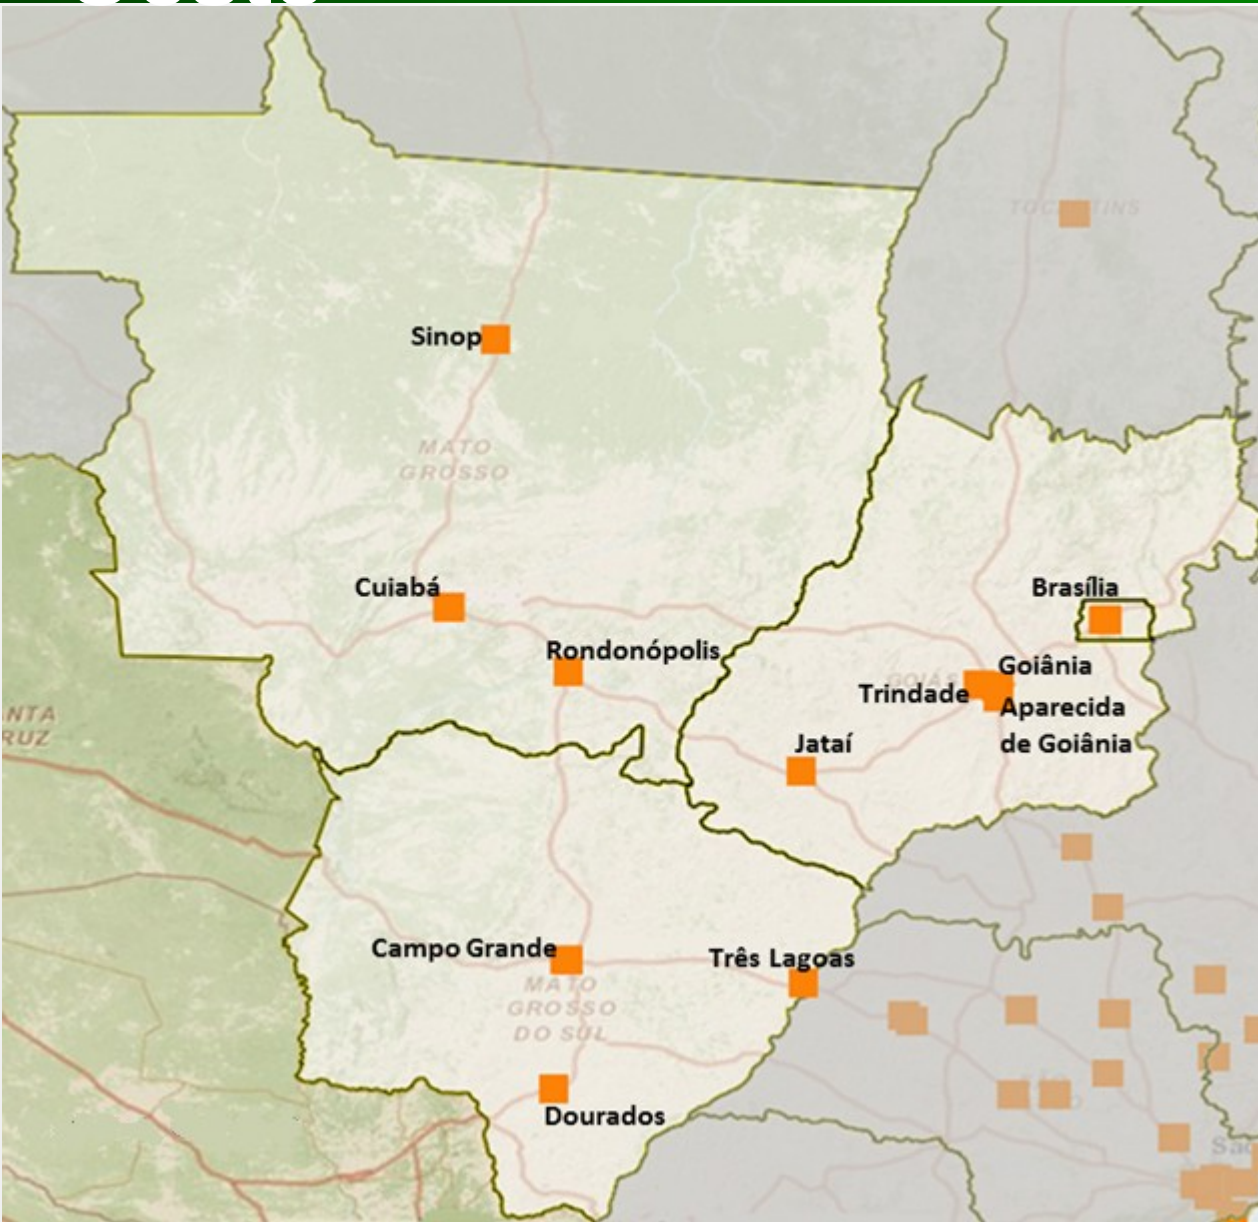 Sinop
MATO
GROSSO
Cuiabá
Brasília
Rondonópolis
Goiânia
GOIÁS
Trindade
Aparecida
de Goiânia
Jataí
Campo Grande
Três Lagoas
MATO
GROSSO
DO SUL
Dourados